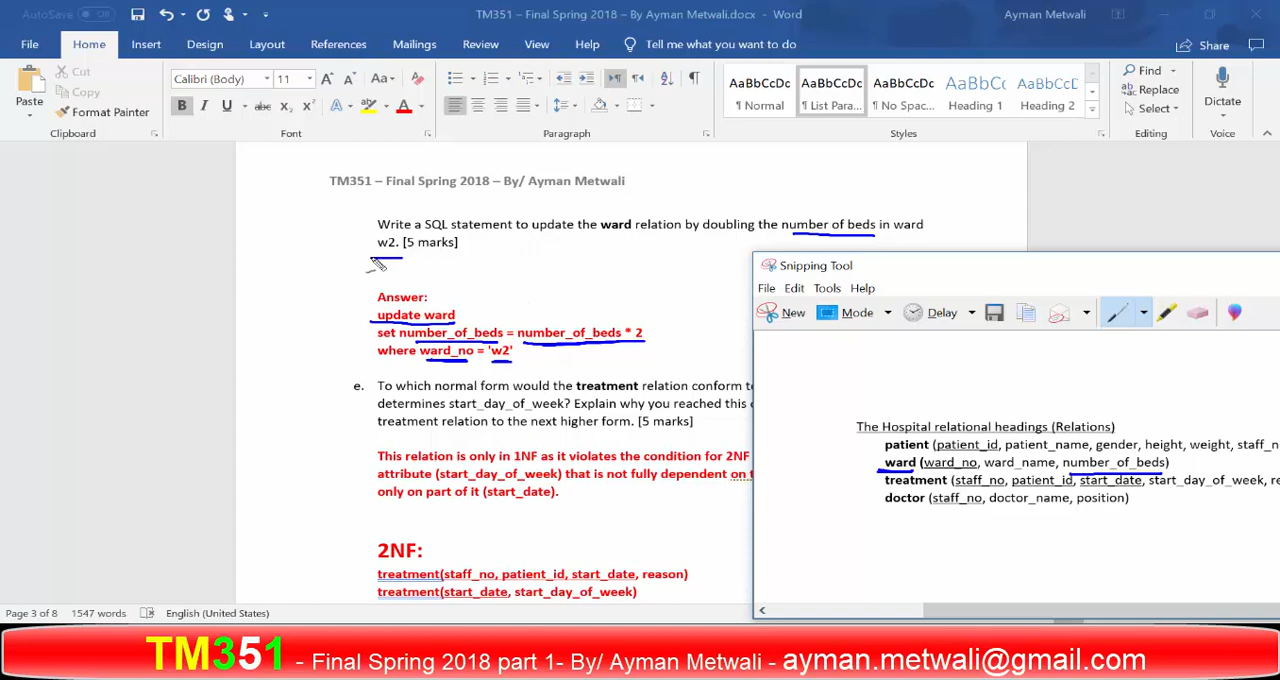 AutoSave Off
TM351 - Final Spring 2018 – By Ayman Metwali.docx - Word
Ayman Metwali
File Home Insert Design Layout References Mailings Review View Help Tell me what you want to do
Share
Paste
Cut
Copy
Format Painter
Clipboard
Calibri (Body) 11
Font
Paragraph
AaBbCcDc AaBbCcDc AaBbCcDc AaBbCc AaBbCcD
¶ Normal ¶ List Para... ¶ No Spac... Heading 1 Heading 2
Styles
Find
Replace
Select
Editing
Dictate
Voice
TM351 – Final Spring 2018 – By/ Ayman Metwali
Write a SQL statement to update the ward relation by doubling the number of beds in ward
w2. [5 marks]
Answer:
update ward
set number_of_beds = number_of_beds * 2
where ward_no = 'w2'
e. To which normal form would the treatment relation conform
determines start_day_of_week? Explain why you reached this
treatment relation to the next higher form. [5 marks]
This relation is only in 1NF as it violates the condition for 2NF
attribute (start_day_of_week) that is not fully dependent on
only on part of it (start_date).
2NF:
treatment(staff_no, patient_id, start_date, reason)
treatment(start_date, start_day_of_week)
Snipping Tool
File Edit Tools Help
New Mode Delay
The Hospital relational headings (Relations)
patient (patient_id, patient_name, gender, height, weight, staff_n
ward (ward_no, ward_name, number_of_beds)
treatment (staff_no, patient_id, start_date, start_day_of_week, re
doctor (staff_no, doctor_name, position)
Page 3 of 8 1547 words English (United States)
TM351 - Final Spring 2018 part 1- By/ Ayman Metwali - ayman.metwali@gmail.com